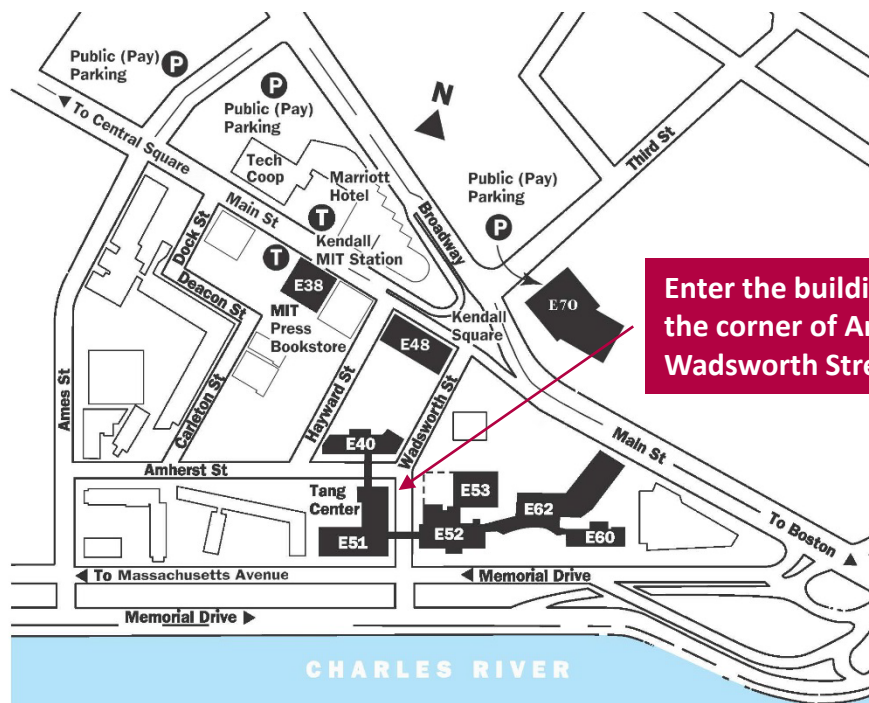 Public (Pay)
Parking
P
P
Public (Pay)
Parking
N
To Central Square
Tech
Coop
Marriott
Hotel
Public (Pay)
Parking
P
Third St
Main St
T
Broadway
Dock St
T
Kendall/
MIT Station
E38
Deacon St
MIT
Press
Bookstore
E70
Kendall
Square
E48
Enter the buildi
the corner of A
Wadsworth Stre
Ames St
Carleton St
Hayward St
Wadsworth St
E40
Main St
Amherst St
Tang
Center
E53
E62
E51
E52
E60
To Boston
To Massachusetts Avenue
Memorial Drive
Memorial Drive
CHARLES RIVER